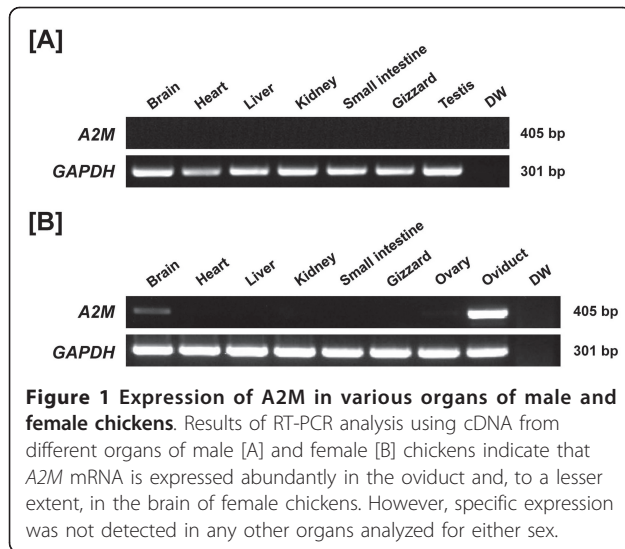 [A]
Brain Heart Liver Kidney Small intestine Gizzard Testis DW
A2M 405 bp
GAPDH 301 bp
[B]
Brain Heart Liver Kidney Small intestine Gizzard Ovary Oviduct DW
A2M 405 bp
GAPDH 301 bp
Figure 1 Expression of A2M in various organs of male and
female chickens. Results of RT-PCR analysis using cDNA from
different organs of male [A] and female [B] chickens indicate that
A2M mRNA is expressed abundantly in the oviduct and, to a lesser
extent, in the brain of female chickens. However, specific expression
was not detected in any other organs analyzed for either sex.